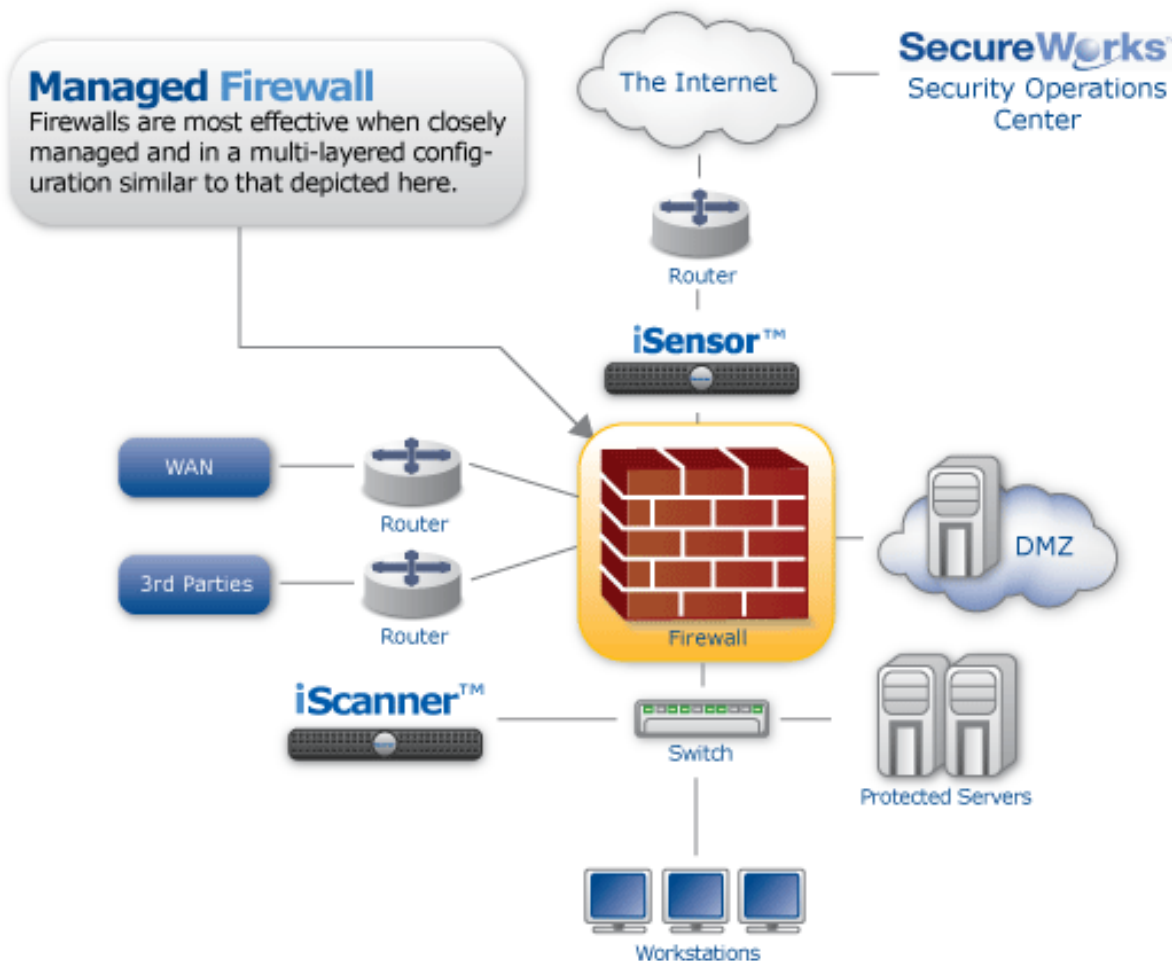 Managed Firewall
Firewalls are most effective when closely
managed and in a multi-layered config-
uration similar to that depicted here.
The Internet
SecureWorks™
Security Operations
Center
Router
iSensor™
WAN
Router
3rd Parties
Router
Firewall
DMZ
iScanner™
Switch
Protected Servers
Workstations